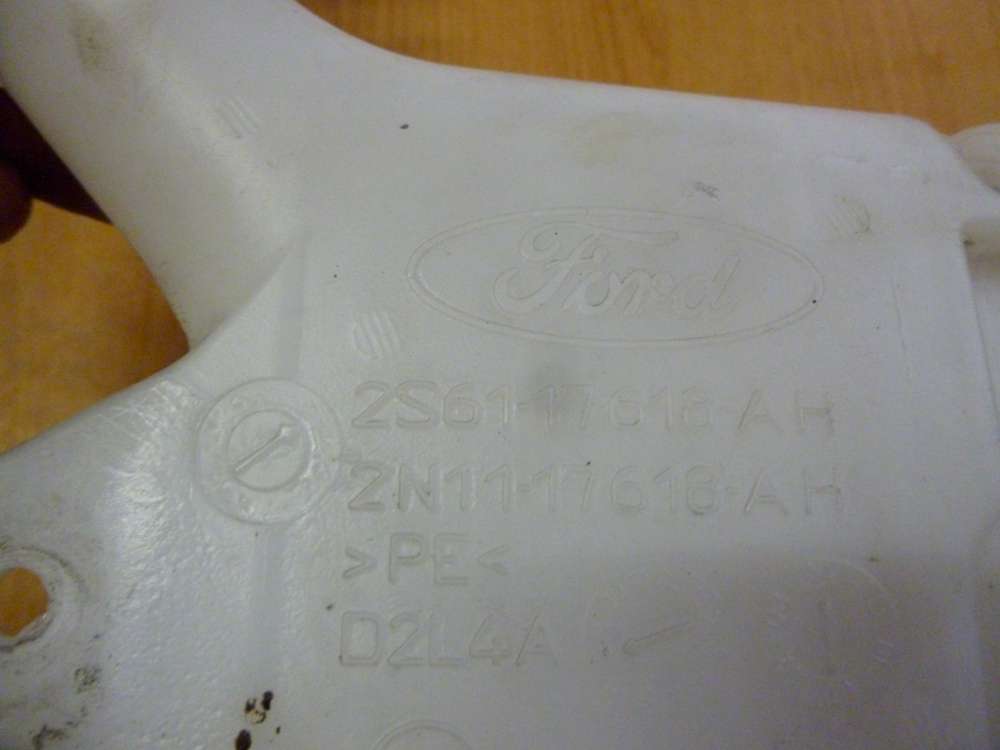 Ford
2S61-17618-AH
2N11-17618-AH
>PE<
D2L4A